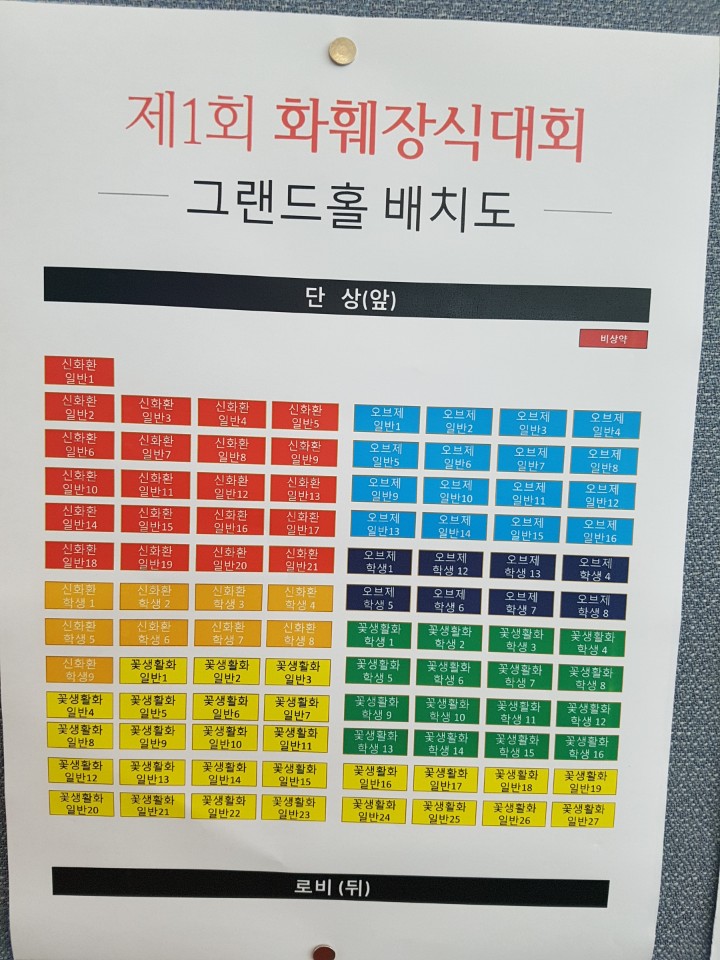 제1회 화훼장식대회
그랜드홀 배치도
단 상(앞)
비상약
신화환
일반1
신화환 신화환 신화환 신화환 오브제 오브제 오브제 오브제
일반2 일반3 일반4 일반5 일반1 일반2 일반3 일반4
신화환 신화환 신화환 신화환 오브제 오브제 오브제 오브제
일반6 일반7 일반8 일반9 일반5 일반6 일반7 일반8
신화환 신화환 신화환 신화환 오브제 오브제 오브제 오브제
일반10 일반11 일반12 일반13 일반9 일반10 일반11 일반12
신화환 신화환 신화환 신화환 오브제 오브제 오브제 오브제
일반14 일반15 일반16 일반17 일반13 일반14 일반15 일반16
신화환 신화환 신화환 신화환 오브제 오브제 오브제 오브제
일반18 일반19 일반20 일반21 학생1 학생 12 학생 13 학생 4
신화환 신화환 신화환 신화환 오브제 오브제 오브제 오브제
학생 1 학생 2 학생 3 학생 4 학생 5 학생 6 학생 7 학생 8
신화환 신화환 신화환 신화환 꽃생활화 꽃생활화 꽃생활화 꽃생활화
학생 5 학생 6 학생 7 학생 8 학생 1 학생 2 학생 3 학생 4
신화환 꽃생활화 꽃생활화 꽃생활화 꽃생활화 꽃생활화 꽃생활화 꽃생활화
학생9 일반1 일반2 일반3 학생 5 학생 6 학생 7 학생 8
꽃생활화 꽃생활화 꽃생활화 꽃생활화 꽃생활화 꽃생활화 꽃생활화 꽃생활화
일반4 일반5 일반6 일반7 학생 9 학생 10 학생 11 학생 12
꽃생활화 꽃생활화 꽃생활화 꽃생활화 꽃생활화 꽃생활화 꽃생활화 꽃생활화
일반8 일반9 일반10 일반11 학생 13 학생 14 학생 15 학생 16
꽃생활화 꽃생활화 꽃생활화 꽃생활화 꽃생활화 꽃생활화 꽃생활화 꽃생활화
일반12 일반13 일반14 일반15 일반16 일반17 일반18 일반19
꽃생활화 꽃생활화 꽃생활화 꽃생활화 꽃생활화 꽃생활화 꽃생활화 꽃생활화
일반20 일반21 일반22 일반23 일반24 일반25 일반26 일반27
로비 (뒤)